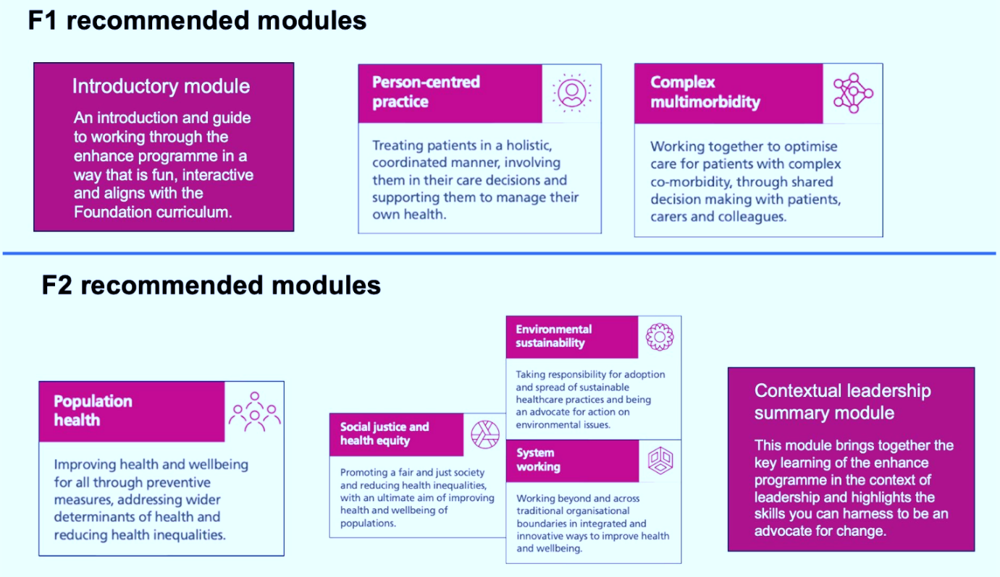 F1 recommended modules
Introductory module
An introduction and guide
to working through the
enhance programme in a
way that is fun, interactive
and aligns with the
Foundation curriculum.
Person-centred
practice
Treating patients in a holistic,
coordinated manner, involving
them in their care decisions and
supporting them to manage their
own health.
Complex
multimorbidity
Working together to optimise
care for patients with complex
co-morbidity, through shared
decision making with patients,
carers and colleagues.
F2 recommended modules
Population
health
Improving health and wellbeing
for all through preventive
measures, addressing wider
determinants of health and
reducing health inequalities.
Social justice and
health equity
Promoting a fair and just society
and reducing health inequalities,
with an ultimate aim of improving
health and wellbeing of
populations.
Environmental
sustainability
Taking responsibility for adoption
and spread of sustainable
healthcare practices and being
an advocate for action on
environmental issues.
System
working
Working beyond and across
traditional organisational
boundaries in integrated and
innovative ways to improve health
and wellbeing.
Contextual leadership
summary module
This module brings together the
key learning of the enhance
programme in the context of
leadership and highlights the
skills you can harness to be an
advocate for change.